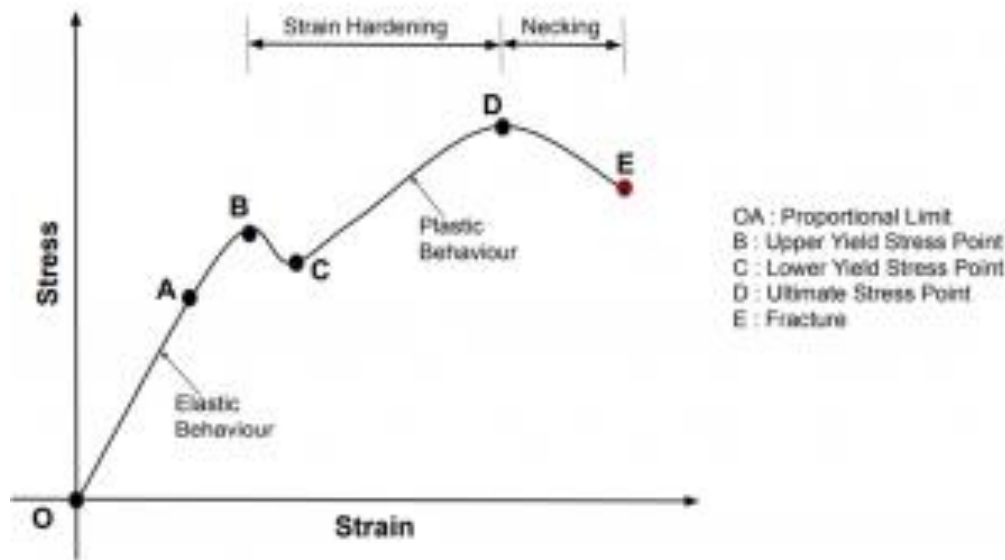 Strain Hardening
Necking
D
E
B
Plastic
Behaviour
C
A
Stress
Elastic
Behaviour
O
Strain
OA : Proportional Limit
B : Upper Yield Stress Point
C : Lower Yield Stress Point
D : Ultimate Stress Point
E : Fracture